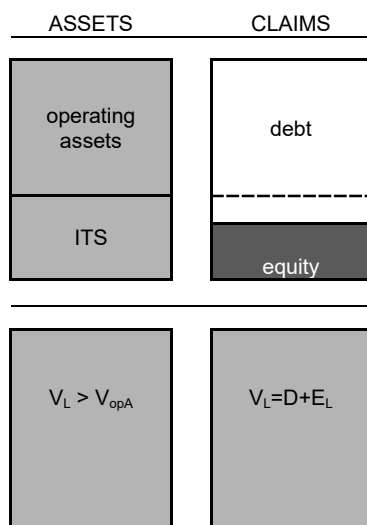 ASSETS CLAIMS
operating
assets
debt
ITS
equity
V_L > V_opA V_L=D+E_L